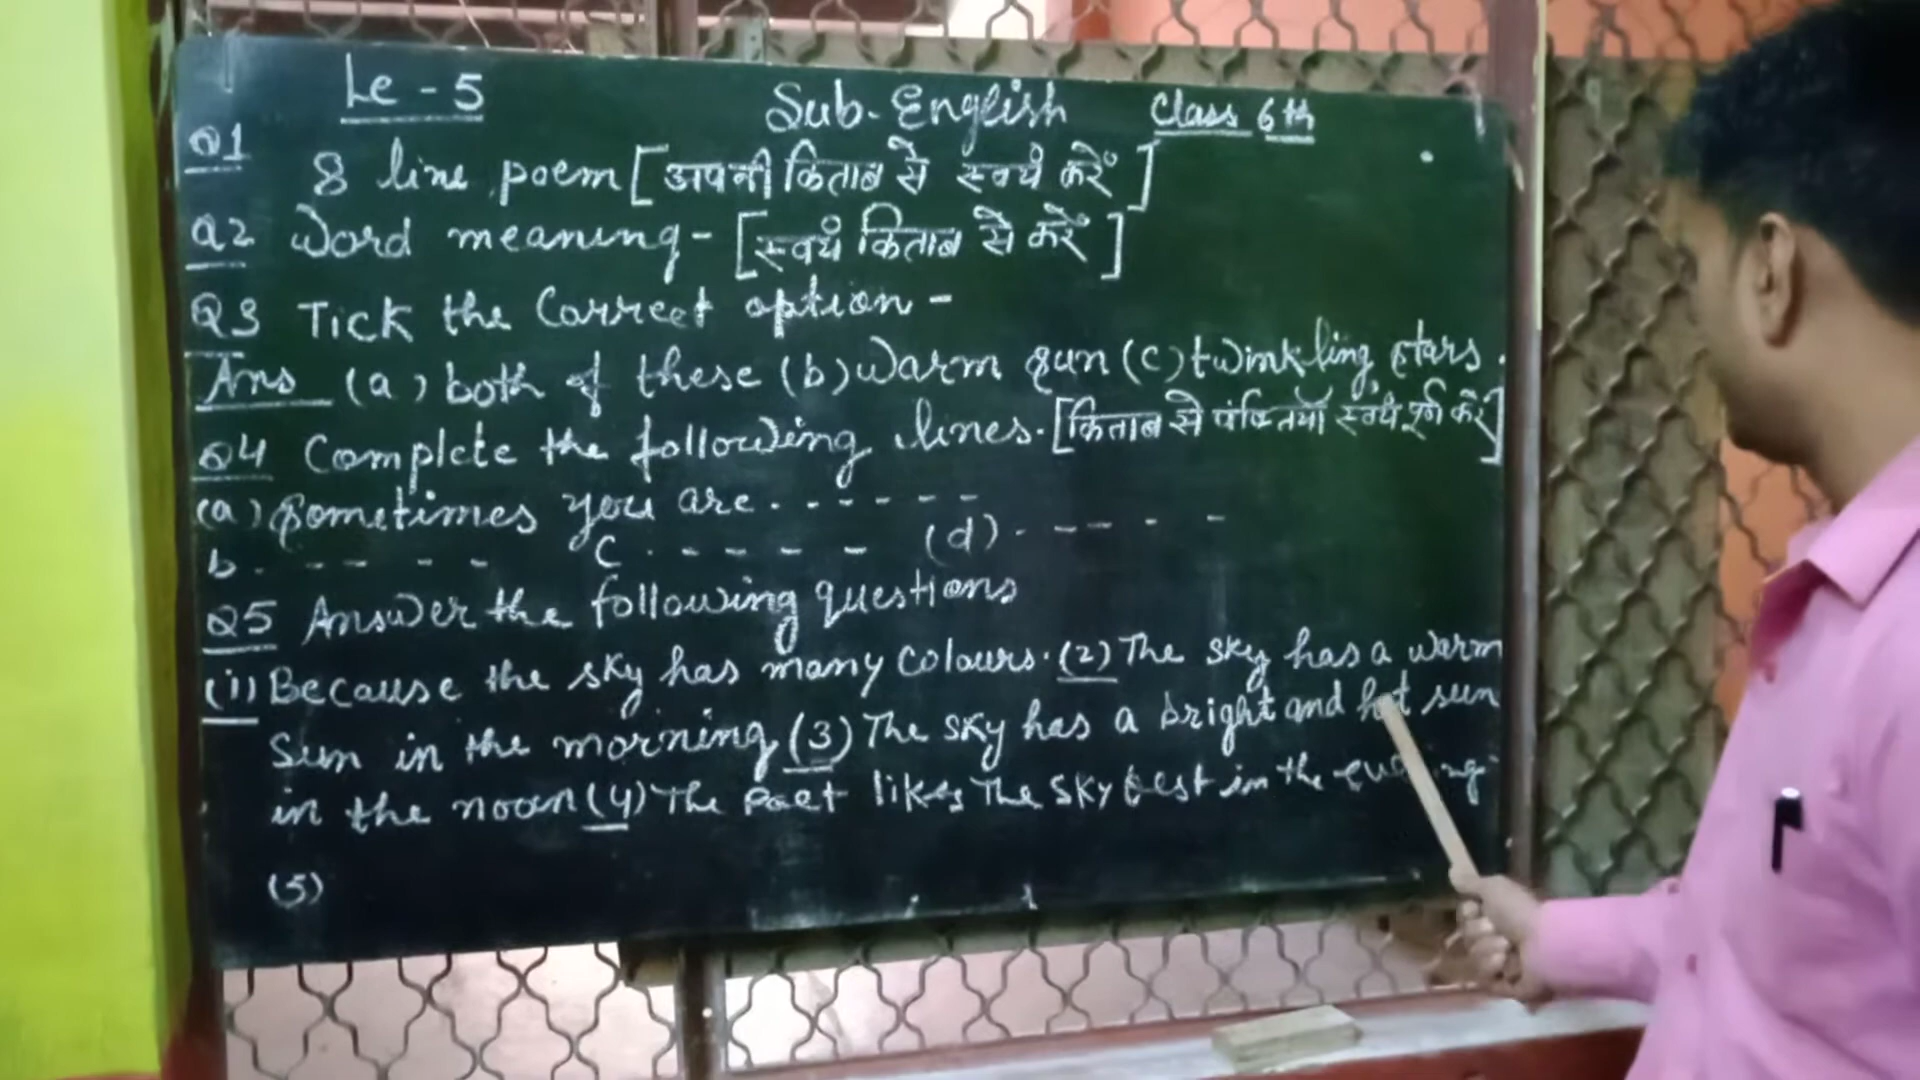 Le - 5 Sub. English Class 6th
Q1
8 line poem [अपनी किताब से स्वयं करें]
Q2 Word meaning - [स्वयं किताब से करें]
Q3 Tick the Correct option -
Ans (a) both of these (b) warm sun (c) twinkling stars.
Q4 Complete the following lines. [किताब से पंक्तियाँ स्वयं पूर्ण करें]
(a) sometimes you are - - - - - -
b - - - - - c - - - - - (d) - - - - -
Q5 Answer the following questions
(1) Because the sky has many colours. (2) The sky has a warm
Sun in the morning (3) The sky has a bright and hot sun
in the noon (4) The Poet likes The Sky best in the evening
(5)